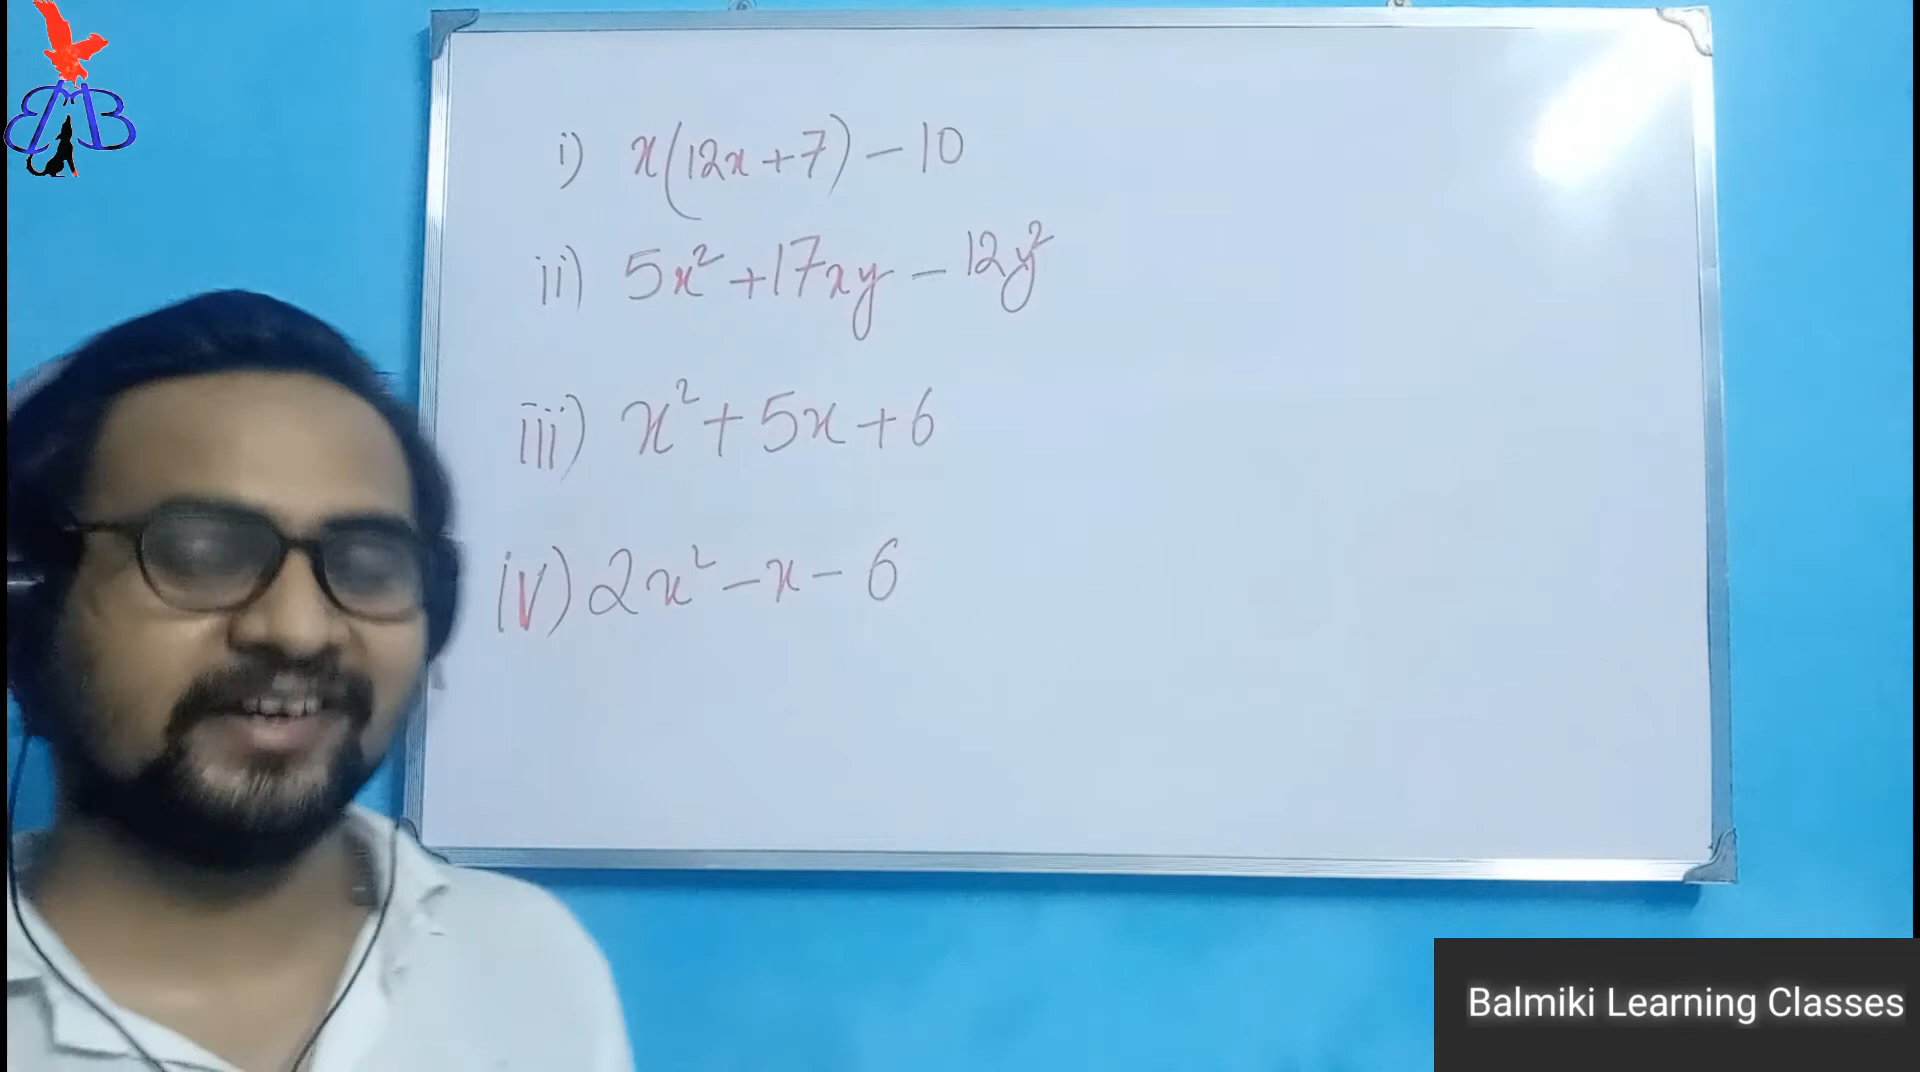 i) x(12x+7)-10
ii) 5x²+17xy-12y²
iii) x²+5x+6
iv) 2x²-x-6
Balmiki Learning Classes